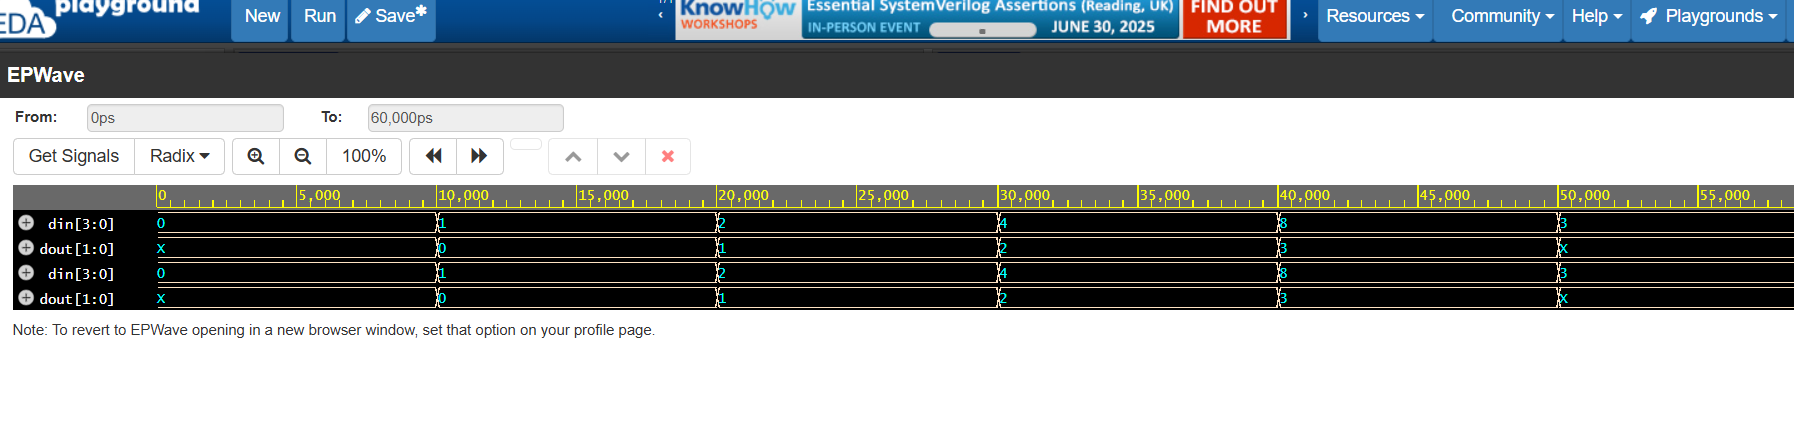 playground
EDA
New
Run
Save*
KnowHow
WORKSHOPS
Essential SystemVerilog Assertions (Reading, UK)
IN-PERSON EVENT
JUNE 30, 2025
FIND OUT
MORE
Resources
Community
Help
Playgrounds
EPWave
From: 0ps To: 60,000ps
Get Signals Radix 100%
0 5,000 10,000 15,000 20,000 25,000 30,000 35,000 40,000 45,000 50,000 55,000
din[3:0] 0 1 2 4 8 3
dout[1:0] x 0 1 2 3 x
din[3:0] 0 1 2 4 8 3
dout[1:0] x 0 1 2 3 x
Note: To revert to EPWave opening in a new browser window, set that option on your profile page.